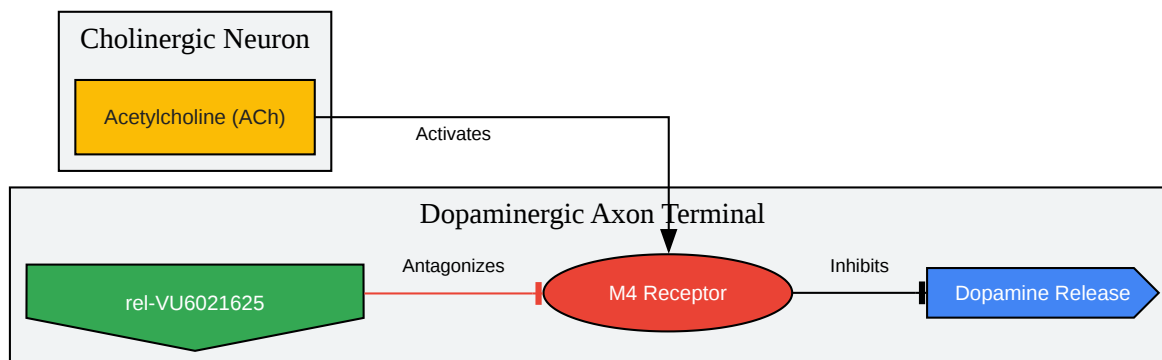 Cholinergic Neuron
Acetylcholine (ACh)
Activates
Dopaminergic Axon Terminal
rel-VU6021625
Antagonizes
M4 Receptor
Inhibits
Dopamine Release